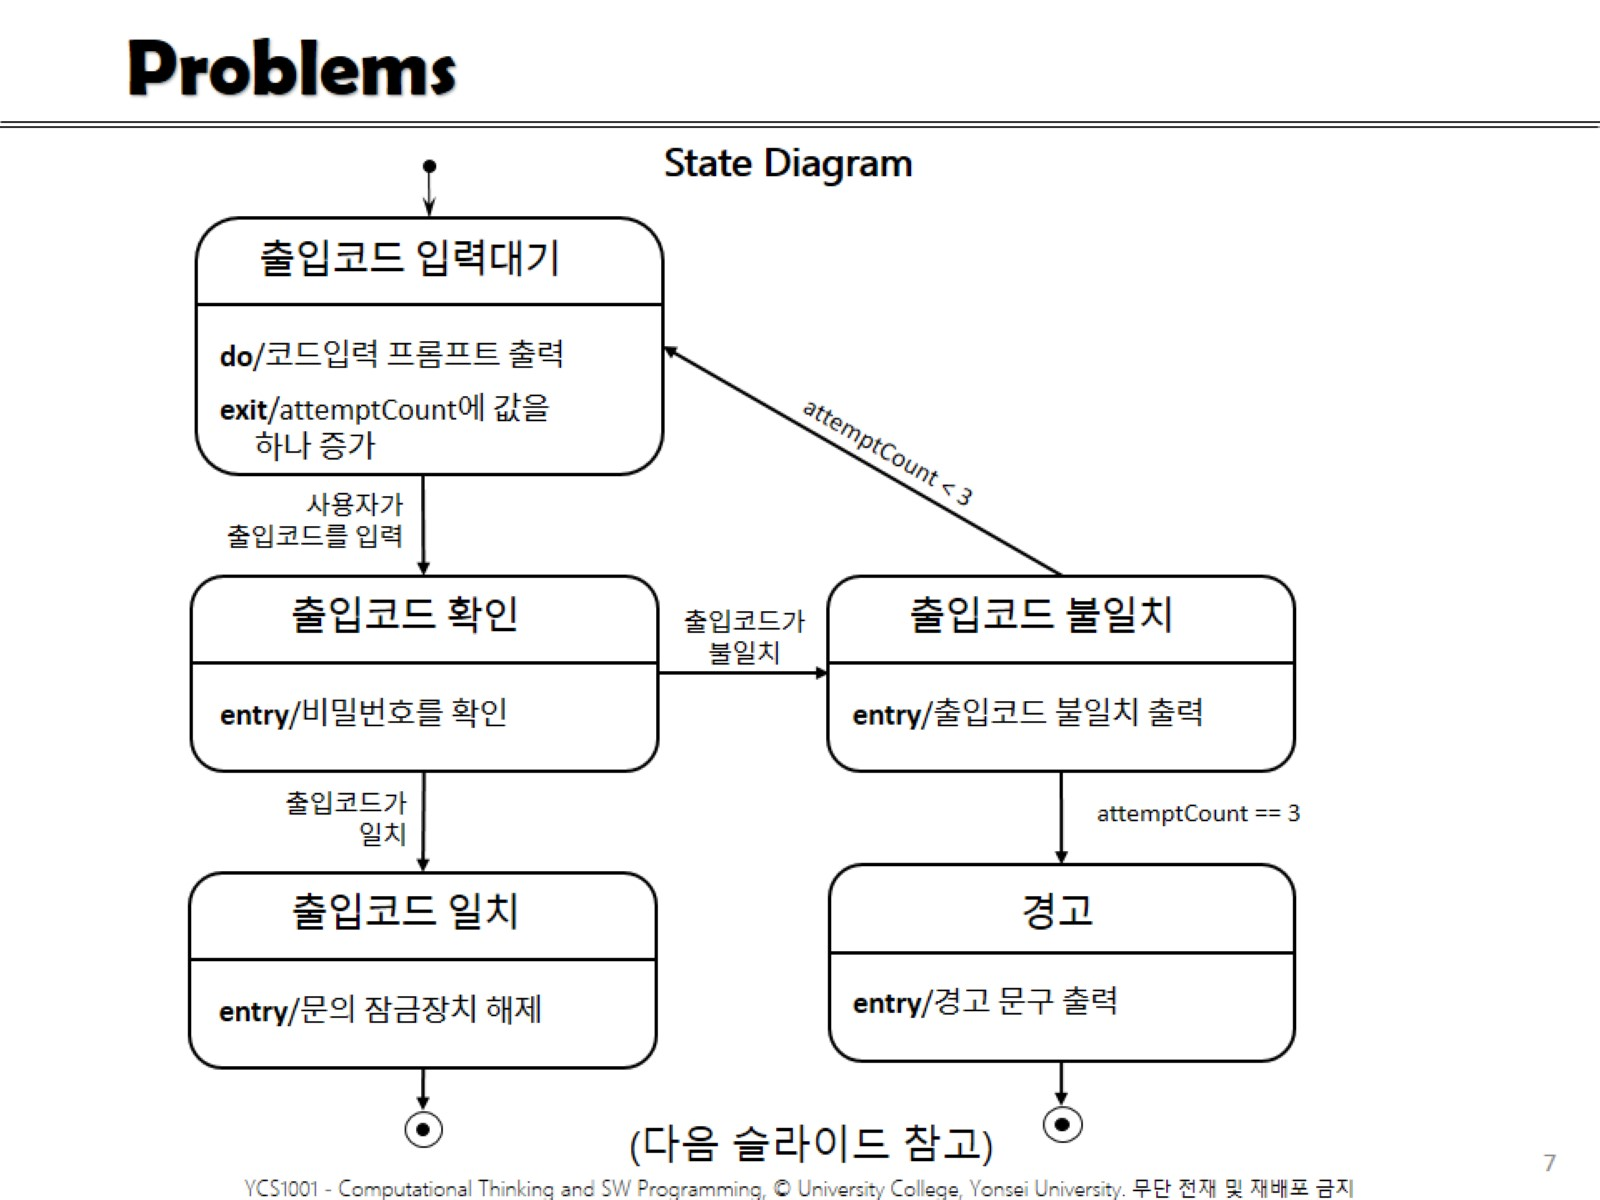 Problems
State Diagram
출입코드 입력대기
do/코드입력 프롬프트 출력
exit/attemptCount에 값을
하나 증가
attemptCount < 3
사용자가
출입코드를 입력
출입코드 확인
entry/비밀번호를 확인
출입코드가
불일치
출입코드 불일치
entry/출입코드 불일치 출력
출입코드가
일치
attemptCount == 3
출입코드 일치
entry/문의 잠금장치 해제
경고
entry/경고 문구 출력
(다음 슬라이드 참고)
7
YCS1001 - Computational Thinking and SW Programming, © University College, Yonsei University. 무단 전재 및 재배포 금지